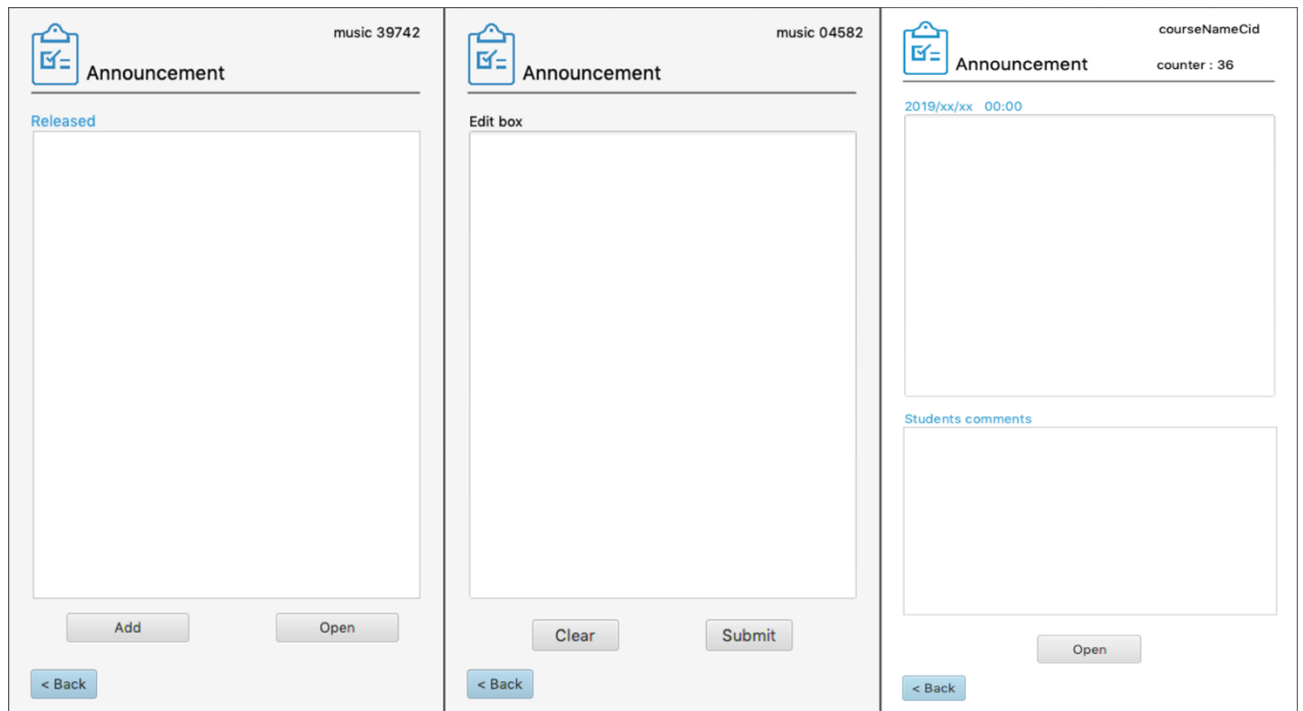 music 39742
Announcement
Released
Add
Open
< Back
music 04582
Announcement
Edit box
Clear
Submit
< Back
courseNameCid
Announcement
counter : 36
2019/xx/xx 00:00
Students comments
Open
< Back